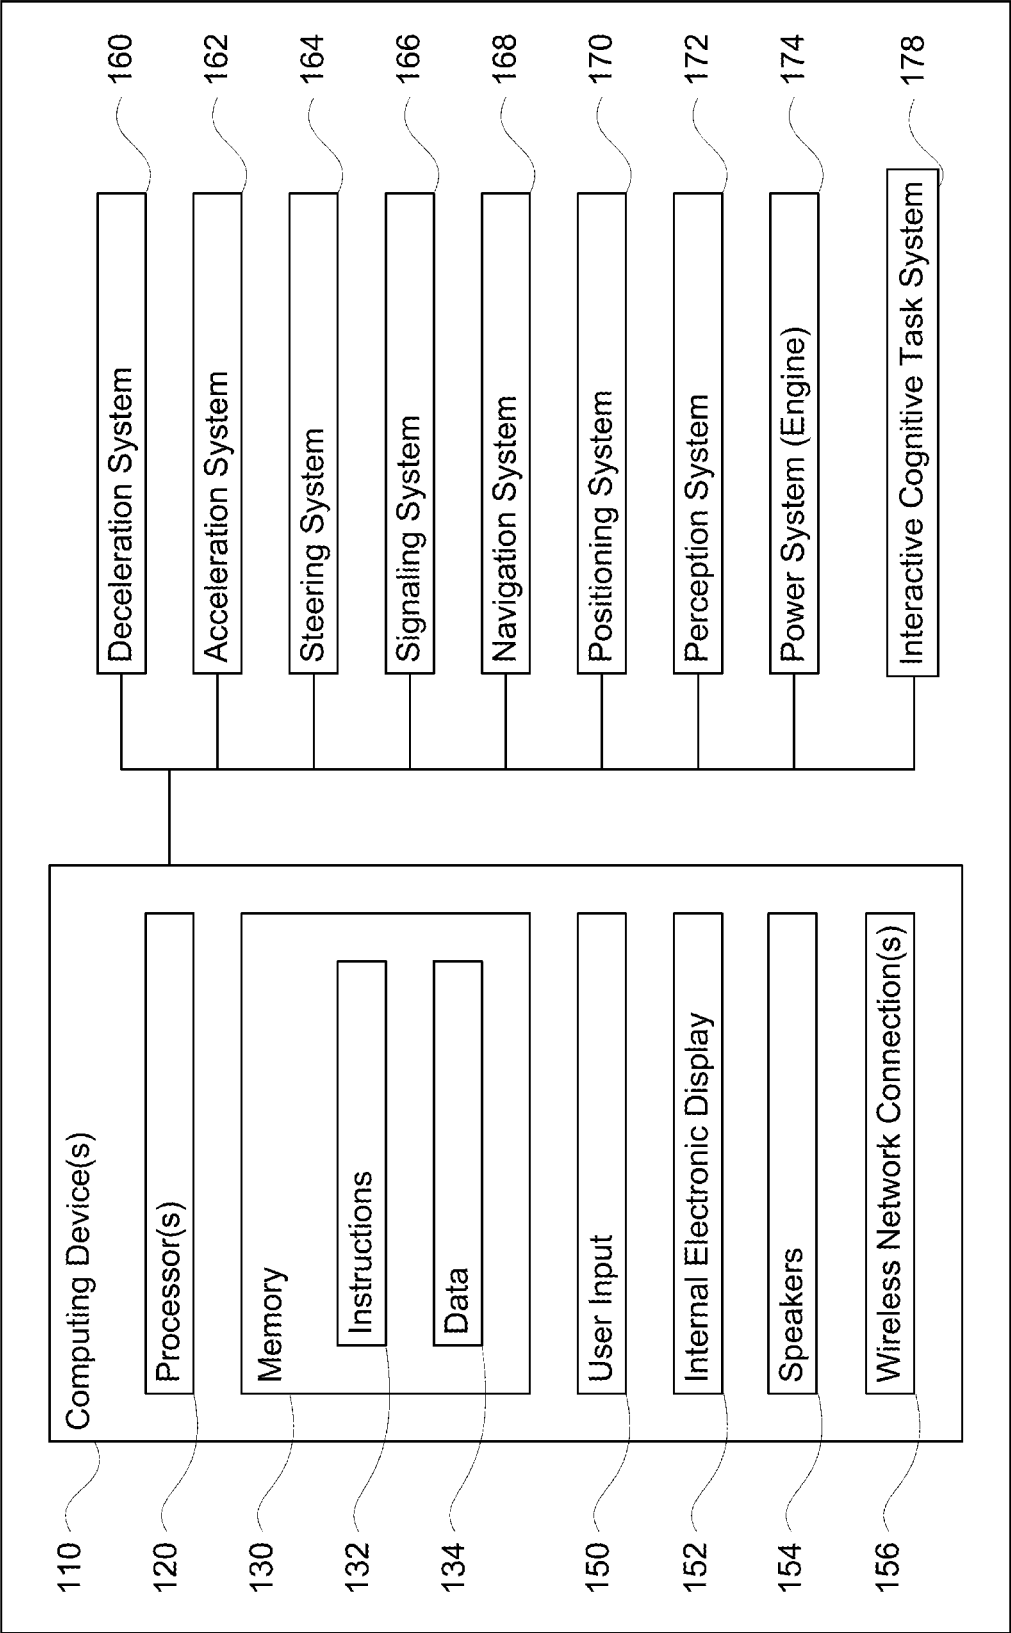 Computing Device(s)
110
Processor(s)
120
Memory
130
Instructions
132
Data
134
User Input
150
Internal Electronic Display
152
Speakers
154
Wireless Network Connection(s)
156
Deceleration System
160
Acceleration System
162
Steering System
164
Signaling System
166
Navigation System
168
Positioning System
170
Perception System
172
Power System (Engine)
174
Interactive Cognitive Task System
178